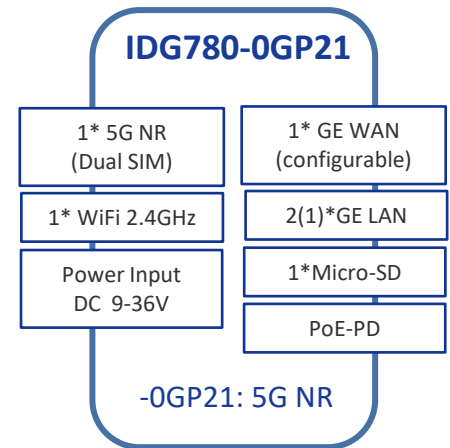 IDG780-0GP21
1* 5G NR
(Dual SIM)
1* WiFi 2.4GHz
Power Input
DC 9-36V
1* GE WAN
(configurable)
2(1)*GE LAN
1*Micro-SD
PoE-PD
-0GP21: 5G NR